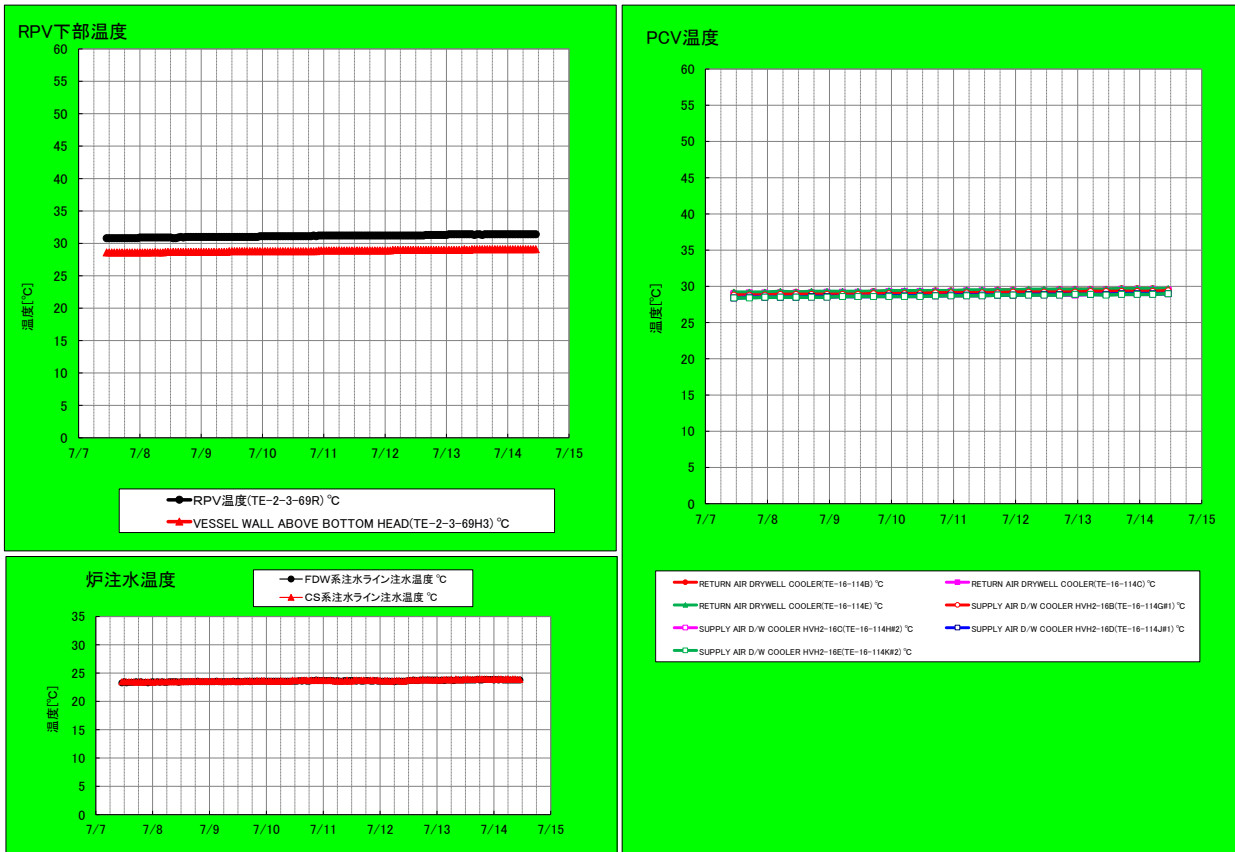 RPV下部温度
60
55
50
45
40
35
30
25
20
15
10
5
0
温度[℃]
7/7 7/8 7/9 7/10 7/11 7/12 7/13 7/14 7/15
RPV温度(TE-2-3-69R) ℃
VESSEL WALL ABOVE BOTTOM HEAD(TE-2-3-69H3) ℃
炉注水温度
FDW系注水ライン注水温度 ℃
CS系注水ライン注水温度 ℃
35
30
25
20
15
10
5
0
温度[℃]
7/7 7/8 7/9 7/10 7/11 7/12 7/13 7/14 7/15
PCV温度
60
55
50
45
40
35
30
25
20
15
10
5
0
温度[℃]
7/7 7/8 7/9 7/10 7/11 7/12 7/13 7/14 7/15
RETURN AIR DRYWELL COOLER(TE-16-114B) ℃
RETURN AIR DRYWELL COOLER(TE-16-114C) ℃
RETURN AIR DRYWELL COOLER(TE-16-114E) ℃
SUPPLY AIR D/W COOLER HVH2-16B(TE-16-114G#1) ℃
SUPPLY AIR D/W COOLER HVH2-16C(TE-16-114H#2) ℃
SUPPLY AIR D/W COOLER HVH2-16D(TE-16-114J#1) ℃
SUPPLY AIR D/W COOLER HVH2-16E(TE-16-114K#2) ℃